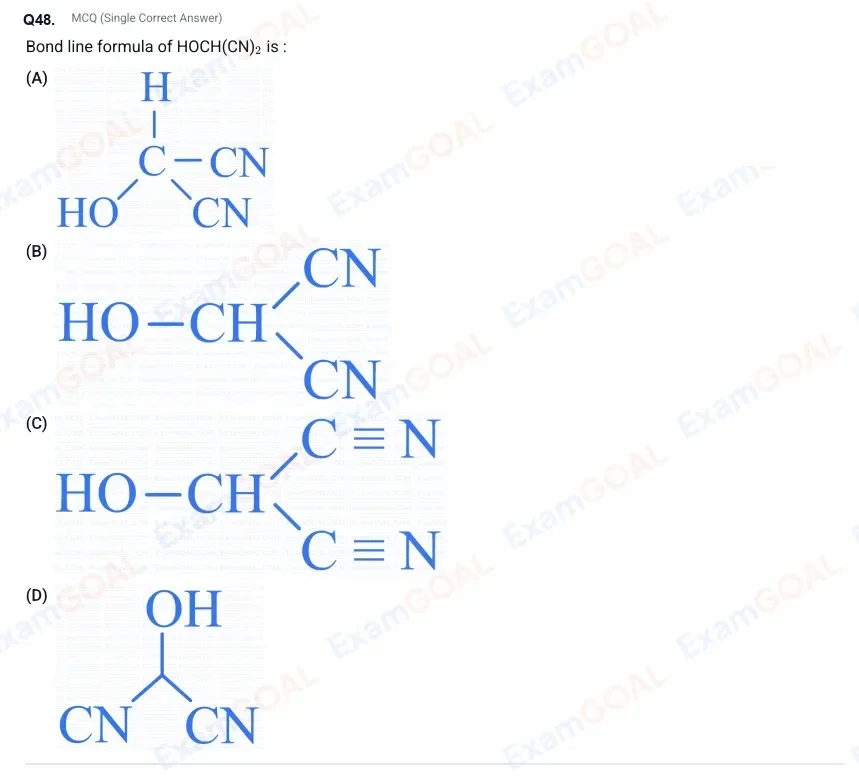 Q48. MCQ (Single Correct Answer)
Bond line formula of HOCH(CN)₂ is :
(A)
H
C – CN
HO CN
(B)
CN
HO – CH
CN
(C)
C ≡ N
HO – CH
C ≡ N
(D)
OH
CN CN
ExamGOAL